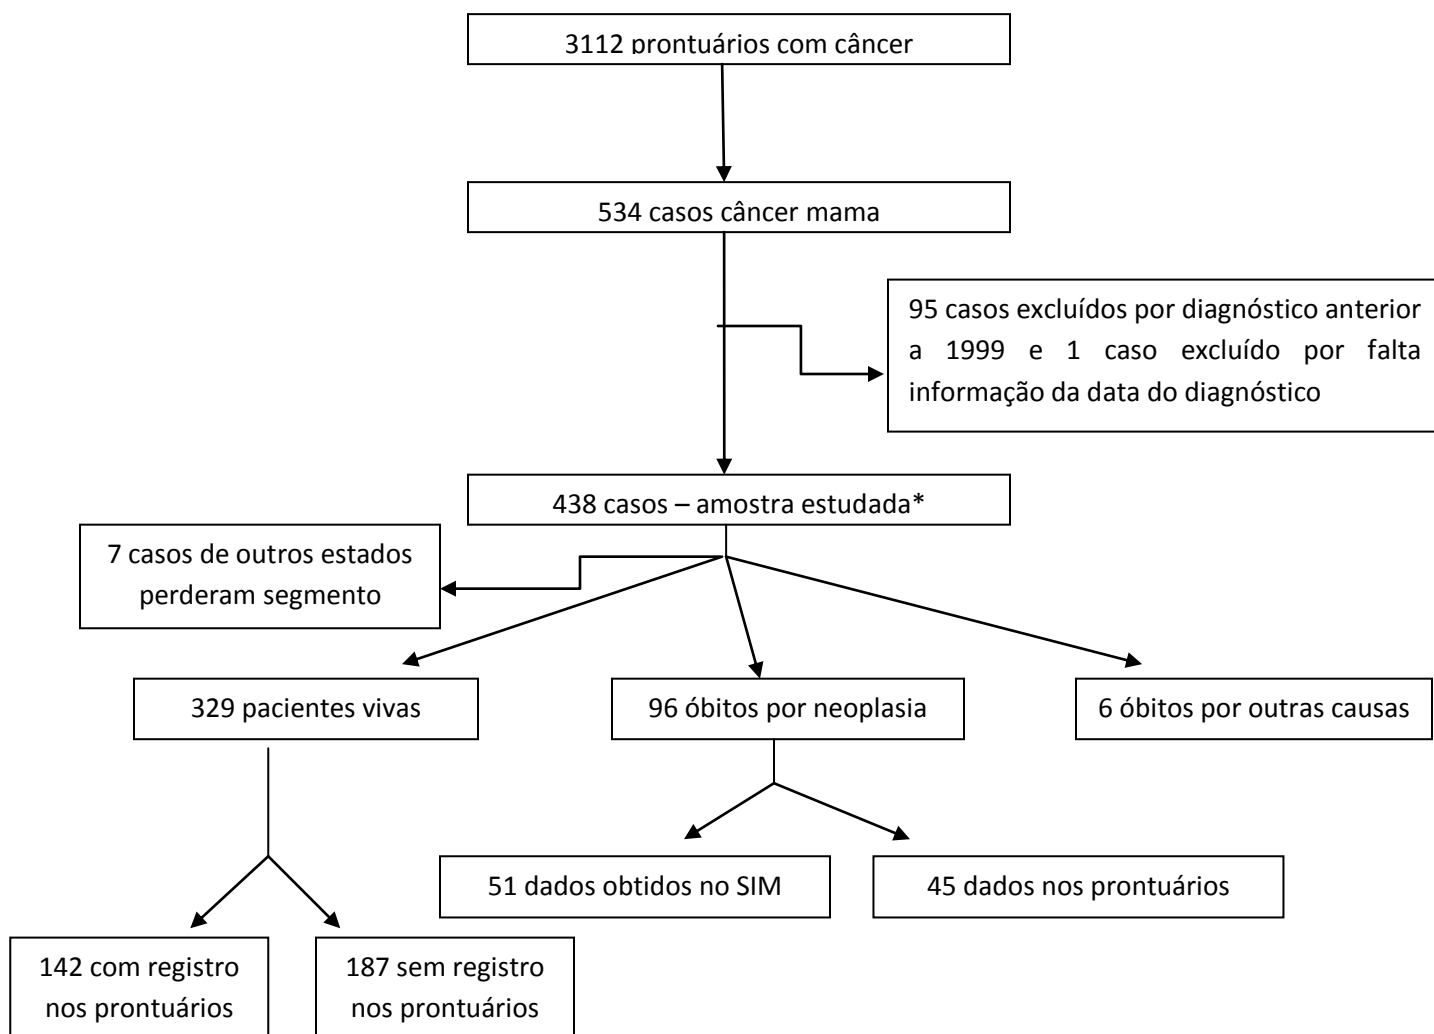 3112 prontuários com câncer
534 casos câncer mama
95 casos excluídos por diagnóstico anterior
a 1999 e 1 caso excluído por falta
informação da data do diagnóstico
438 casos – amostra estudada*
7 casos de outros estados
perderam segmento
329 pacientes vivas
96 óbitos por neoplasia
6 óbitos por outras causas
51 dados obtidos no SIM
45 dados nos prontuários
142 com registro
nos prontuários
187 sem registro
nos prontuários